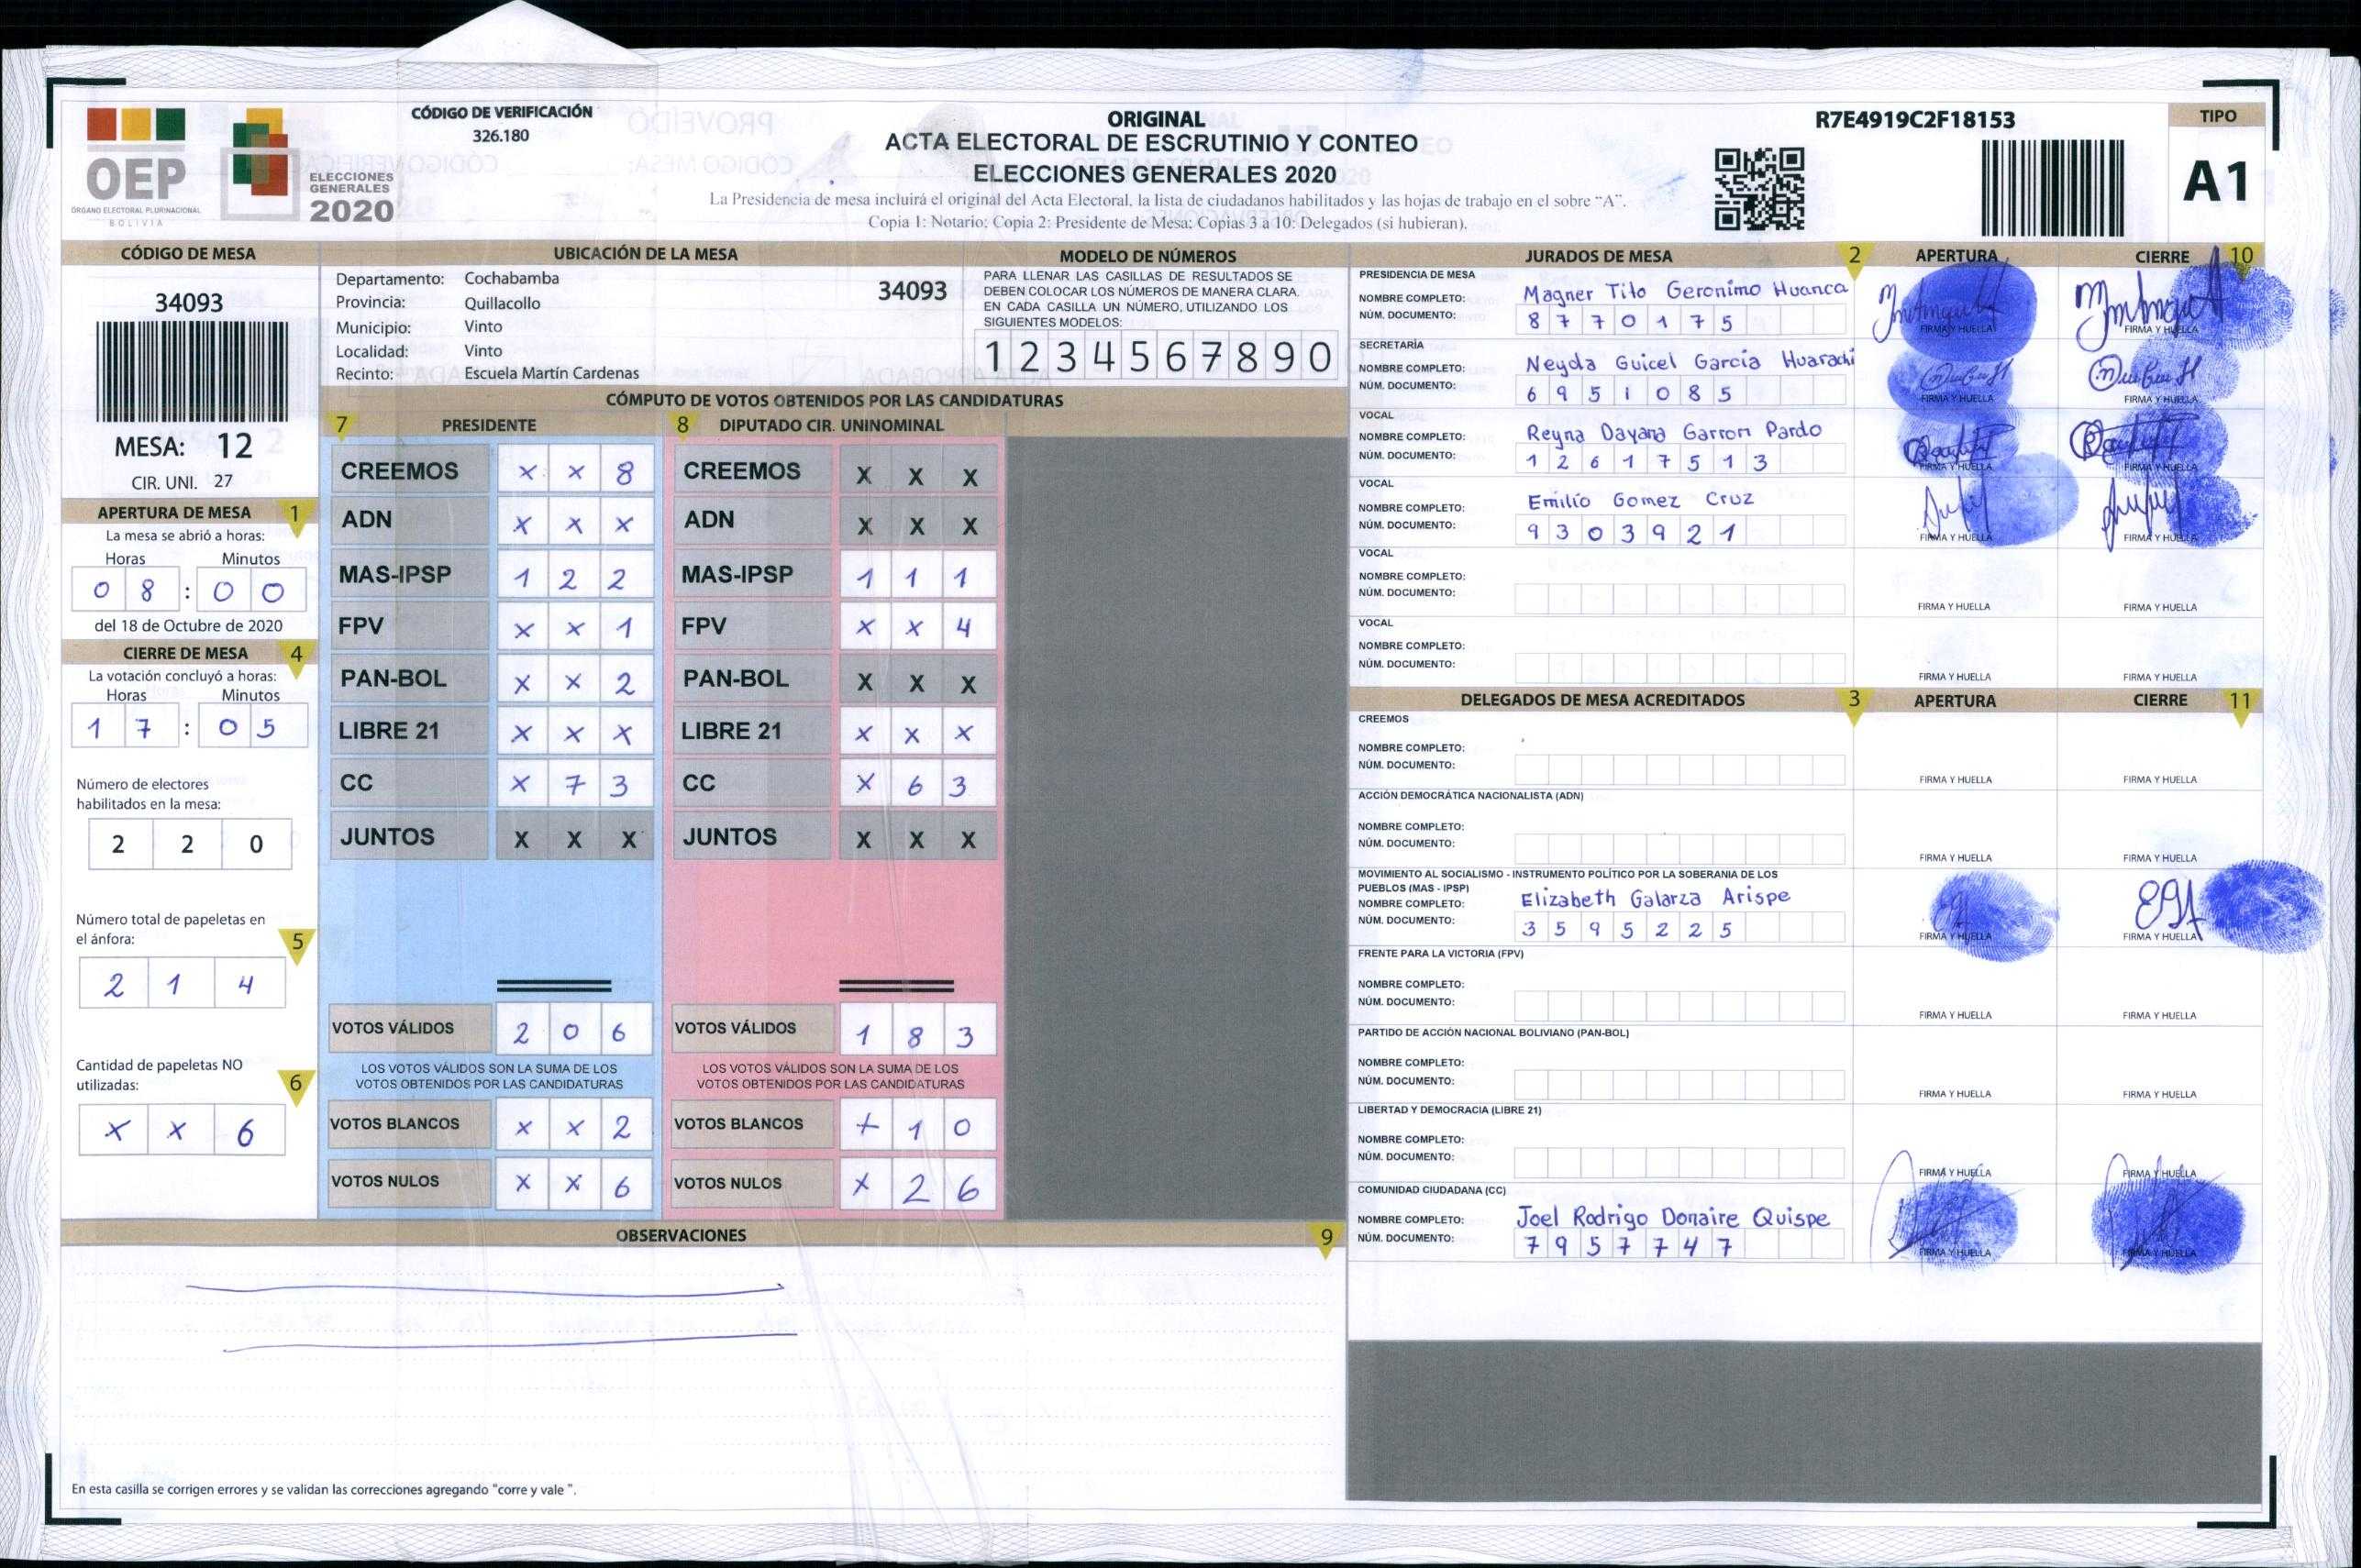 OEP
ÓRGANO ELECTORAL PLURINACIONAL
BOLIVIA
ELECCIONES
GENERALES
2020
CÓDIGO DE VERIFICACIÓN
326.180
ORIGINAL
ACTA ELECTORAL DE ESCRUTINIO Y CONTEO
ELECCIONES GENERALES 2020
La Presidencia de mesa incluirá el original del Acta Electoral, la lista de ciudadanos habilitados y las hojas de trabajo en el sobre "A".
Copia 1: Notario; Copia 2: Presidente de Mesa; Copias 3 a 10: Delegados (si hubieran).
R7E4919C2F18153
TIPO
A1
CÓDIGO DE MESA
34093
MESA: 12
CIR. UNI. 27
APERTURA DE MESA 1
La mesa se abrió a horas:
Horas Minutos
0 8 : 0 0
del 18 de Octubre de 2020
CIERRE DE MESA 4
La votación concluyó a horas:
Horas Minutos
1 7 : 0 5
Número de electores
habilitados en la mesa:
2 2 0
Número total de papeletas en
el ánfora: 5
2 1 4
Cantidad de papeletas NO
utilizadas: 6
x x 6
UBICACIÓN DE LA MESA
Departamento: Cochabamba
Provincia: Quillacollo
Municipio: Vinto
Localidad: Vinto
Recinto: Escuela Martín Cardenas
34093
MODELO DE NÚMEROS
PARA LLENAR LAS CASILLAS DE RESULTADOS SE
DEBEN COLOCAR LOS NÚMEROS DE MANERA CLARA.
EN CADA CASILLA UN NÚMERO, UTILIZANDO LOS
SIGUIENTES MODELOS:
1 2 3 4 5 6 7 8 9 0
CÓMPUTO DE VOTOS OBTENIDOS POR LAS CANDIDATURAS
7 PRESIDENTE
CREEMOS x x 8
ADN x x x
MAS-IPSP 1 2 2
FPV x x 1
PAN-BOL x x 2
LIBRE 21 x x x
CC x 7 3
JUNTOS X X X
VOTOS VÁLIDOS 2 0 6
LOS VOTOS VÁLIDOS SON LA SUMA DE LOS
VOTOS OBTENIDOS POR LAS CANDIDATURAS
VOTOS BLANCOS x x 2
VOTOS NULOS x x 6
8 DIPUTADO CIR. UNINOMINAL
CREEMOS X X X
ADN X X X
MAS-IPSP 1 1 1
FPV x x 4
PAN-BOL X X X
LIBRE 21 x x x
CC x 6 3
JUNTOS X X X
VOTOS VÁLIDOS 1 8 3
LOS VOTOS VÁLIDOS SON LA SUMA DE LOS
VOTOS OBTENIDOS POR LAS CANDIDATURAS
VOTOS BLANCOS + 1 0
VOTOS NULOS x 2 6
OBSERVACIONES 9
En esta casilla se corrigen errores y se validan las correcciones agregando "corre y vale ".
JURADOS DE MESA 2 APERTURA CIERRE 10
PRESIDENCIA DE MESA
NOMBRE COMPLETO: Magner Tito Geronimo Huanca
NÚM. DOCUMENTO: 8 7 7 0 1 7 5
FIRMA Y HUELLA FIRMA Y HUELLA
SECRETARÍA
NOMBRE COMPLETO: Neyda Guicel García Huarachi
NÚM. DOCUMENTO: 6 9 5 1 0 8 5
FIRMA Y HUELLA FIRMA Y HUELLA
VOCAL
NOMBRE COMPLETO: Reyna Dayana Garron Pardo
NÚM. DOCUMENTO: 1 2 6 1 7 5 1 3
FIRMA Y HUELLA FIRMA Y HUELLA
VOCAL
NOMBRE COMPLETO: Emilio Gomez Cruz
NÚM. DOCUMENTO: 9 3 0 3 9 2 1
FIRMA Y HUELLA FIRMA Y HUELLA
VOCAL
NOMBRE COMPLETO:
NÚM. DOCUMENTO:
FIRMA Y HUELLA FIRMA Y HUELLA
VOCAL
NOMBRE COMPLETO:
NÚM. DOCUMENTO:
FIRMA Y HUELLA FIRMA Y HUELLA
DELEGADOS DE MESA ACREDITADOS 3 APERTURA CIERRE 11
CREEMOS
NOMBRE COMPLETO:
NÚM. DOCUMENTO:
FIRMA Y HUELLA FIRMA Y HUELLA
ACCIÓN DEMOCRÁTICA NACIONALISTA (ADN)
NOMBRE COMPLETO:
NÚM. DOCUMENTO:
FIRMA Y HUELLA FIRMA Y HUELLA
MOVIMIENTO AL SOCIALISMO - INSTRUMENTO POLÍTICO POR LA SOBERANIA DE LOS
PUEBLOS (MAS - IPSP)
NOMBRE COMPLETO: Elizabeth Galarza Arispe
NÚM. DOCUMENTO: 3 5 9 5 2 2 5
FIRMA Y HUELLA FIRMA Y HUELLA
FRENTE PARA LA VICTORIA (FPV)
NOMBRE COMPLETO:
NÚM. DOCUMENTO:
FIRMA Y HUELLA FIRMA Y HUELLA
PARTIDO DE ACCIÓN NACIONAL BOLIVIANO (PAN-BOL)
NOMBRE COMPLETO:
NÚM. DOCUMENTO:
FIRMA Y HUELLA FIRMA Y HUELLA
LIBERTAD Y DEMOCRACIA (LIBRE 21)
NOMBRE COMPLETO:
NÚM. DOCUMENTO:
FIRMA Y HUELLA FIRMA Y HUELLA
COMUNIDAD CIUDADANA (CC)
NOMBRE COMPLETO: Joel Rodrigo Donaire Quispe
NÚM. DOCUMENTO: 7 9 5 7 7 4 7
FIRMA Y HUELLA FIRMA Y HUELLA